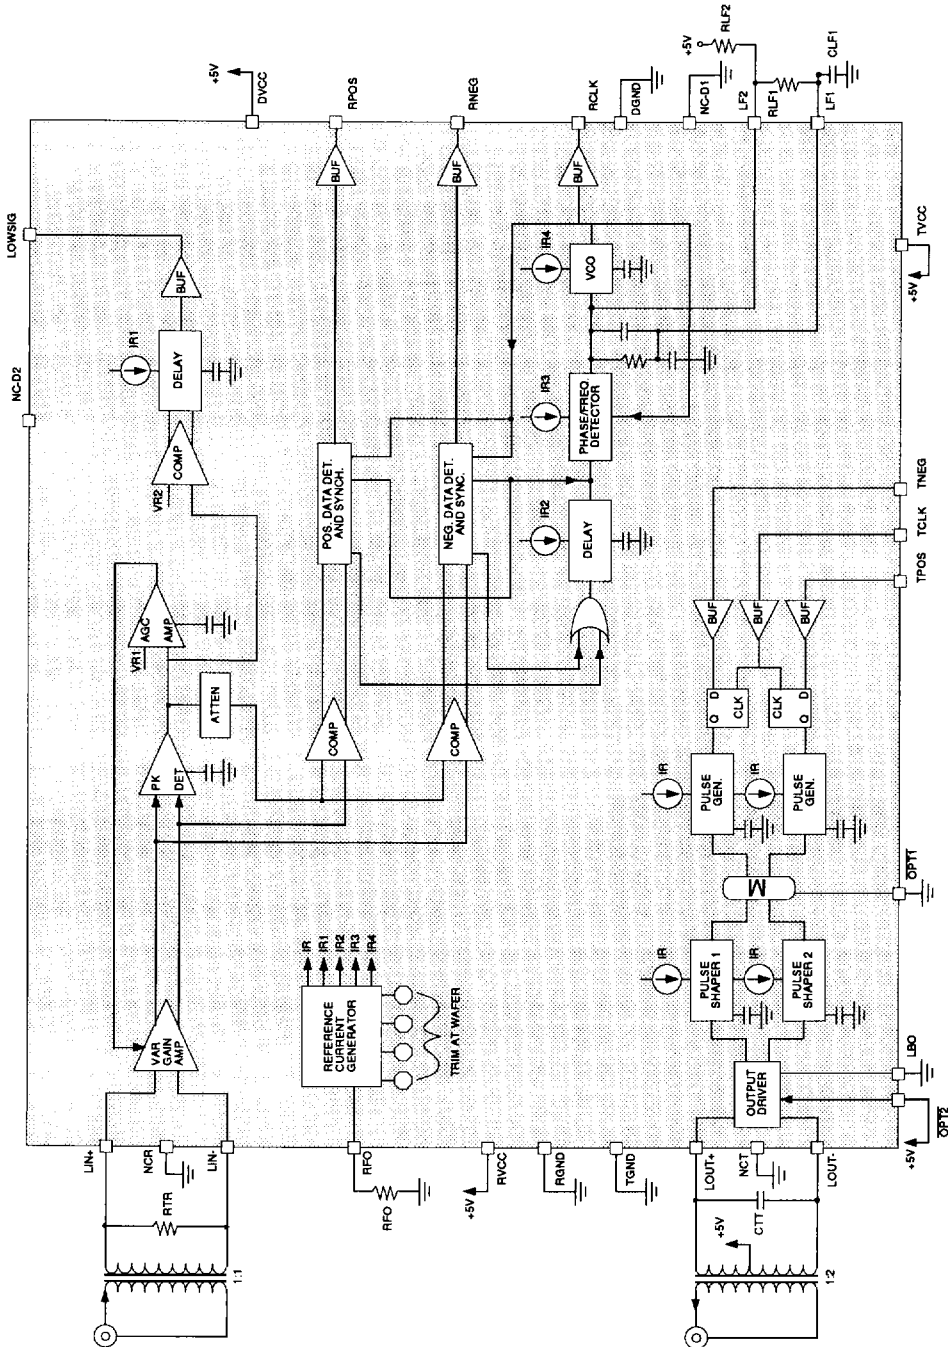 LIN+
NCR
LIN-
RTR
1:1
VAR
GAIN
AMP
PK
DET
ATTEN
VR1
AGC
AMP
VR2
COMP
DELAY
IR1
BUF
NC-D2
LOWSIG
+5V
DVCC
COMP
POS. DATA DET.
AND SYNCH.
BUF
RPOS
COMP
NEG. DATA DET.
AND SYNC.
BUF
RNEG
DELAY
IR2
PHASE/FREQ
DETECTOR
IR3
VCO
IR4
BUF
RCLK
DGND
NC-D1
+5V
RLF2
LF2
RLF1
LF1
CLF1
REFERENCE
CURRENT
GENERATOR
IR
IR1
IR2
IR3
IR4
TRIM AT WAFER
RFO
RFO
+5V
RVCC
RGND
TGND
LOUT+
NCT
LOUT-
CTT
+5V
1:2
OUTPUT
DRIVER
PULSE
SHAPER 1
IR
PULSE
SHAPER 2
IR
M
PULSE
GEN.
IR
PULSE
GEN.
IR
Q D
CLK
CLK
Q D
BUF
BUF
BUF
+5V
OPT2
LBO
OPT1
TPOS
TCLK
TNEG
+5V
TVCC